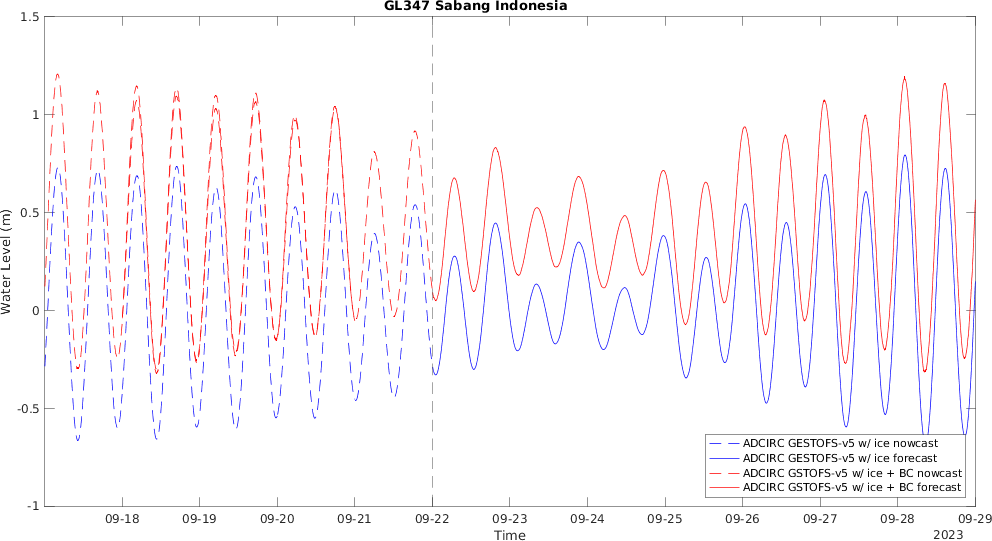 GL347 Sabang Indonesia
1.5
1
0.5
0
-0.5
-1
Water Level (m)
ADCIRC GESTOFS-v5 w/ ice nowcast
ADCIRC GESTOFS-v5 w/ ice forecast
ADCIRC GSTOFS-v5 w/ ice + BC nowcast
ADCIRC GSTOFS-v5 w/ ice + BC forecast
09-18 09-19 09-20 09-21 09-22 09-23 09-24 09-25 09-26 09-27 09-28 09-29
Time
2023